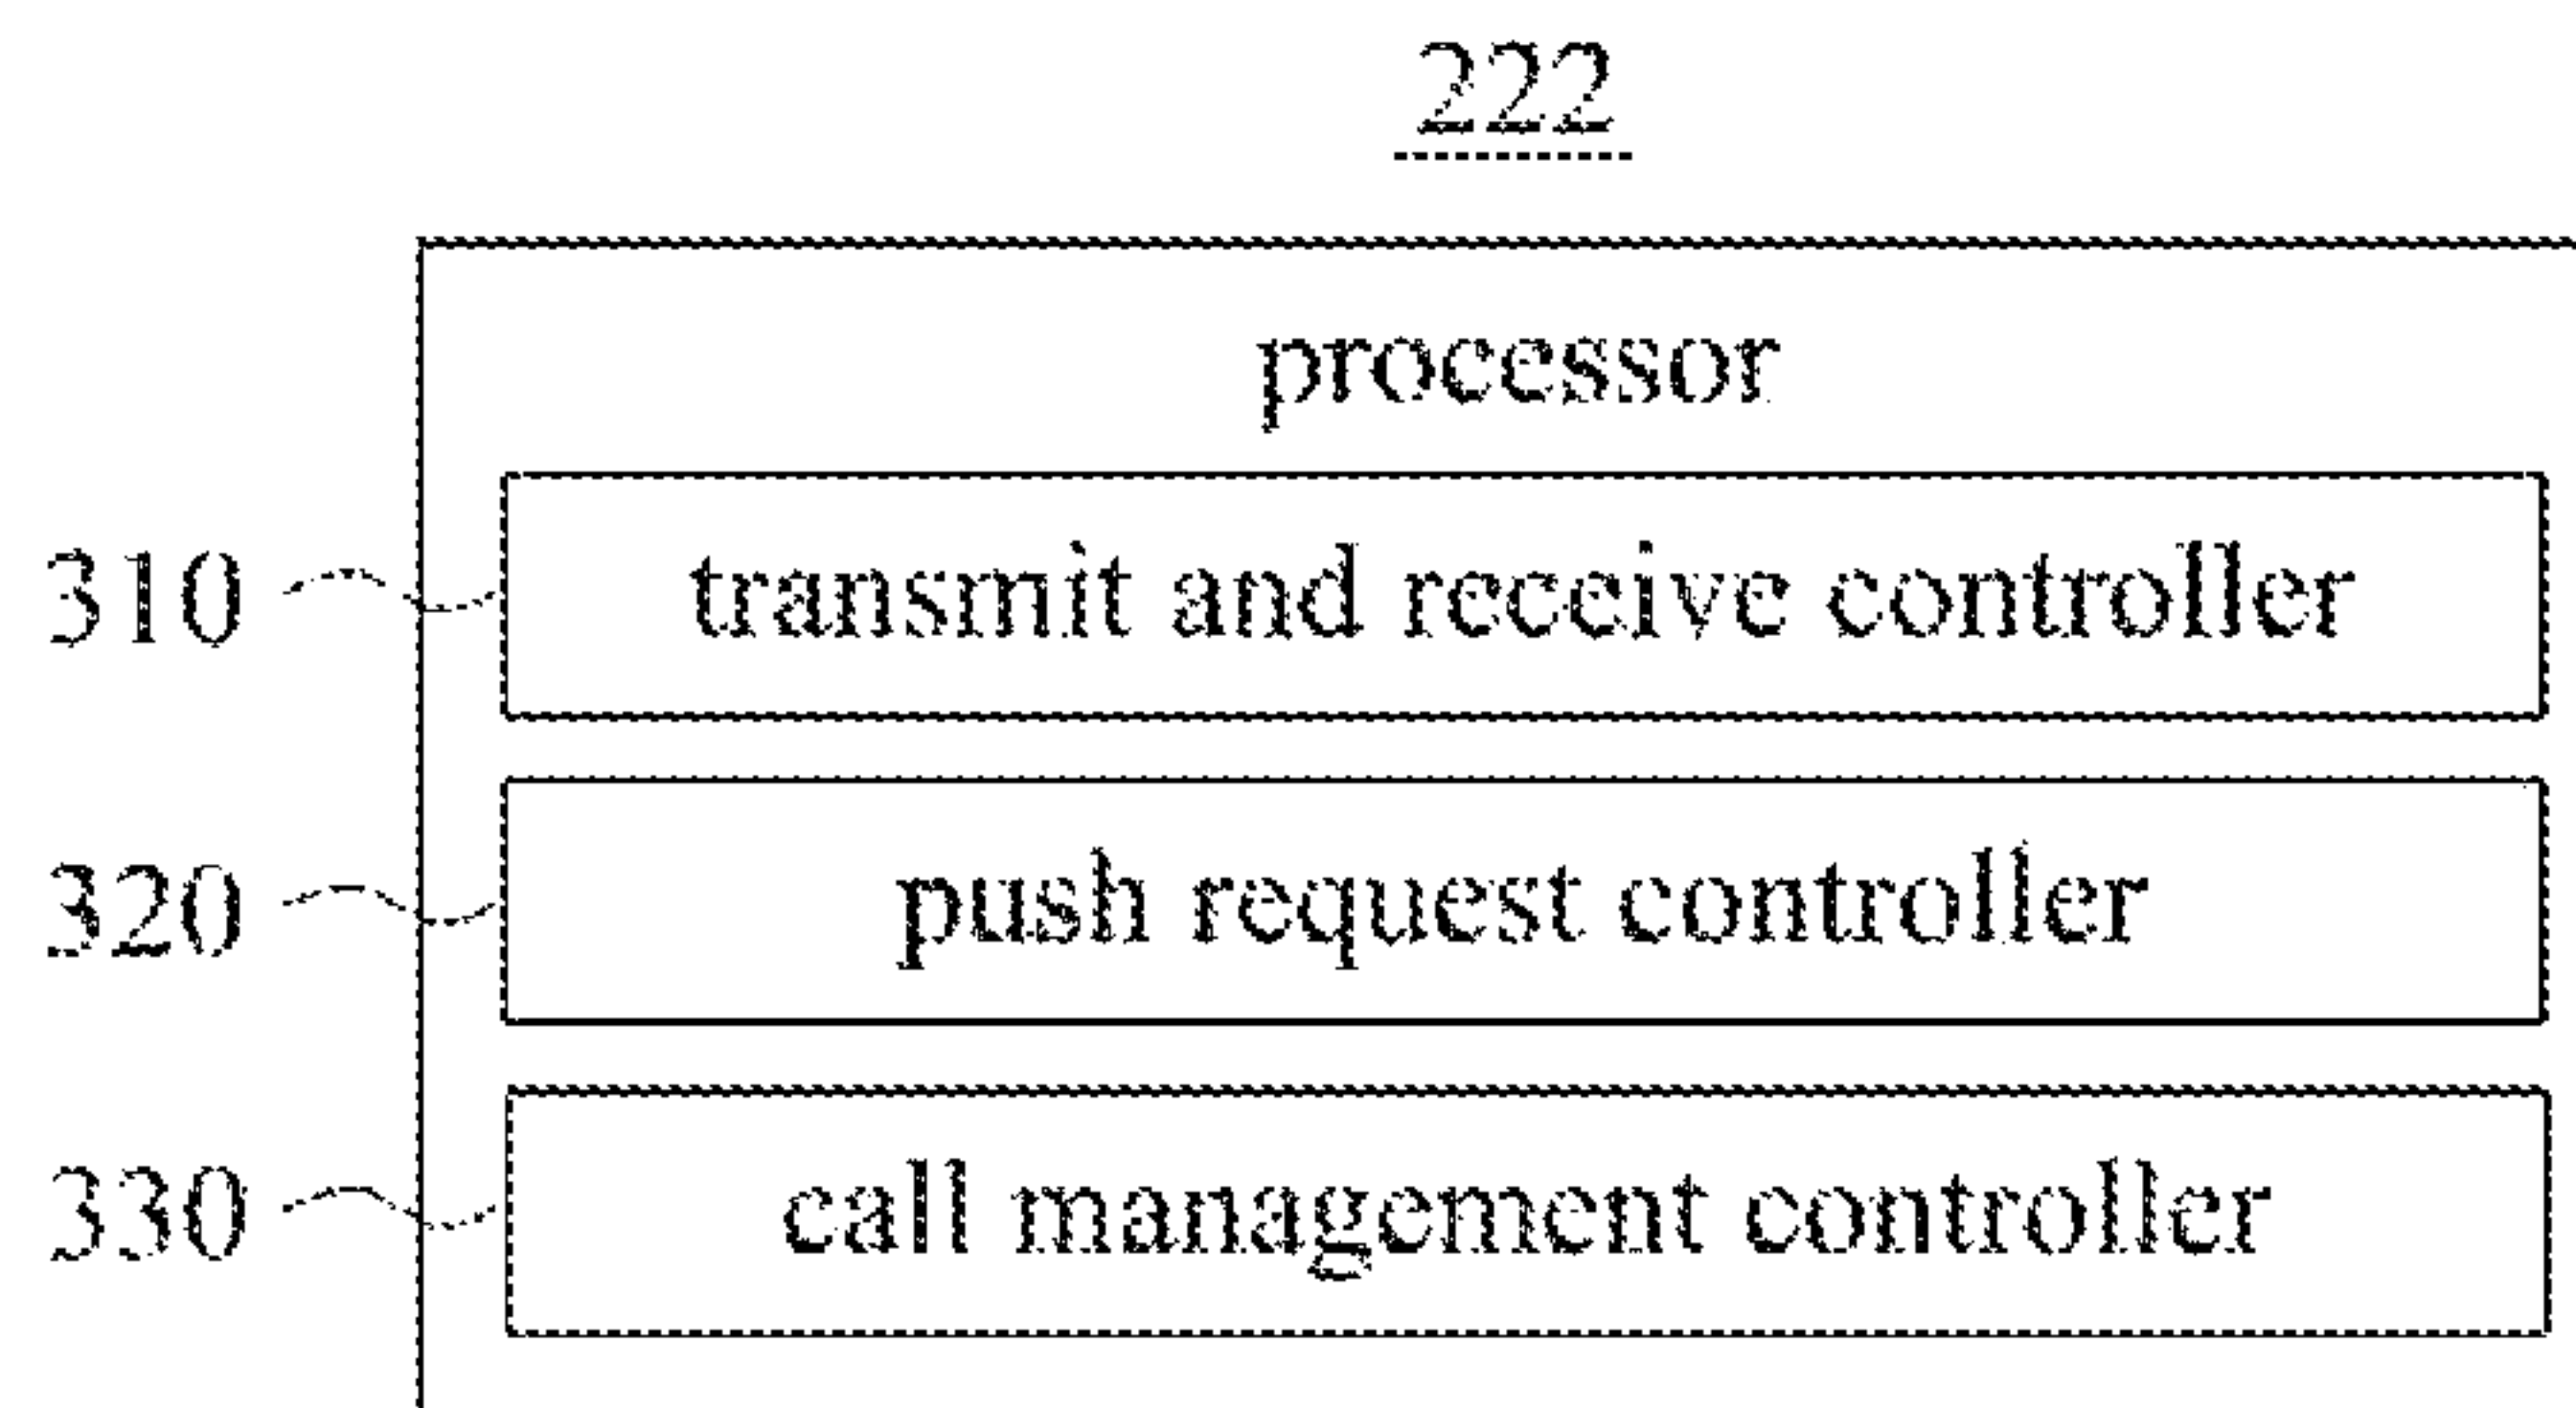 222
processor
310 transmit and receive controller
320 push request controller
330 call management controller